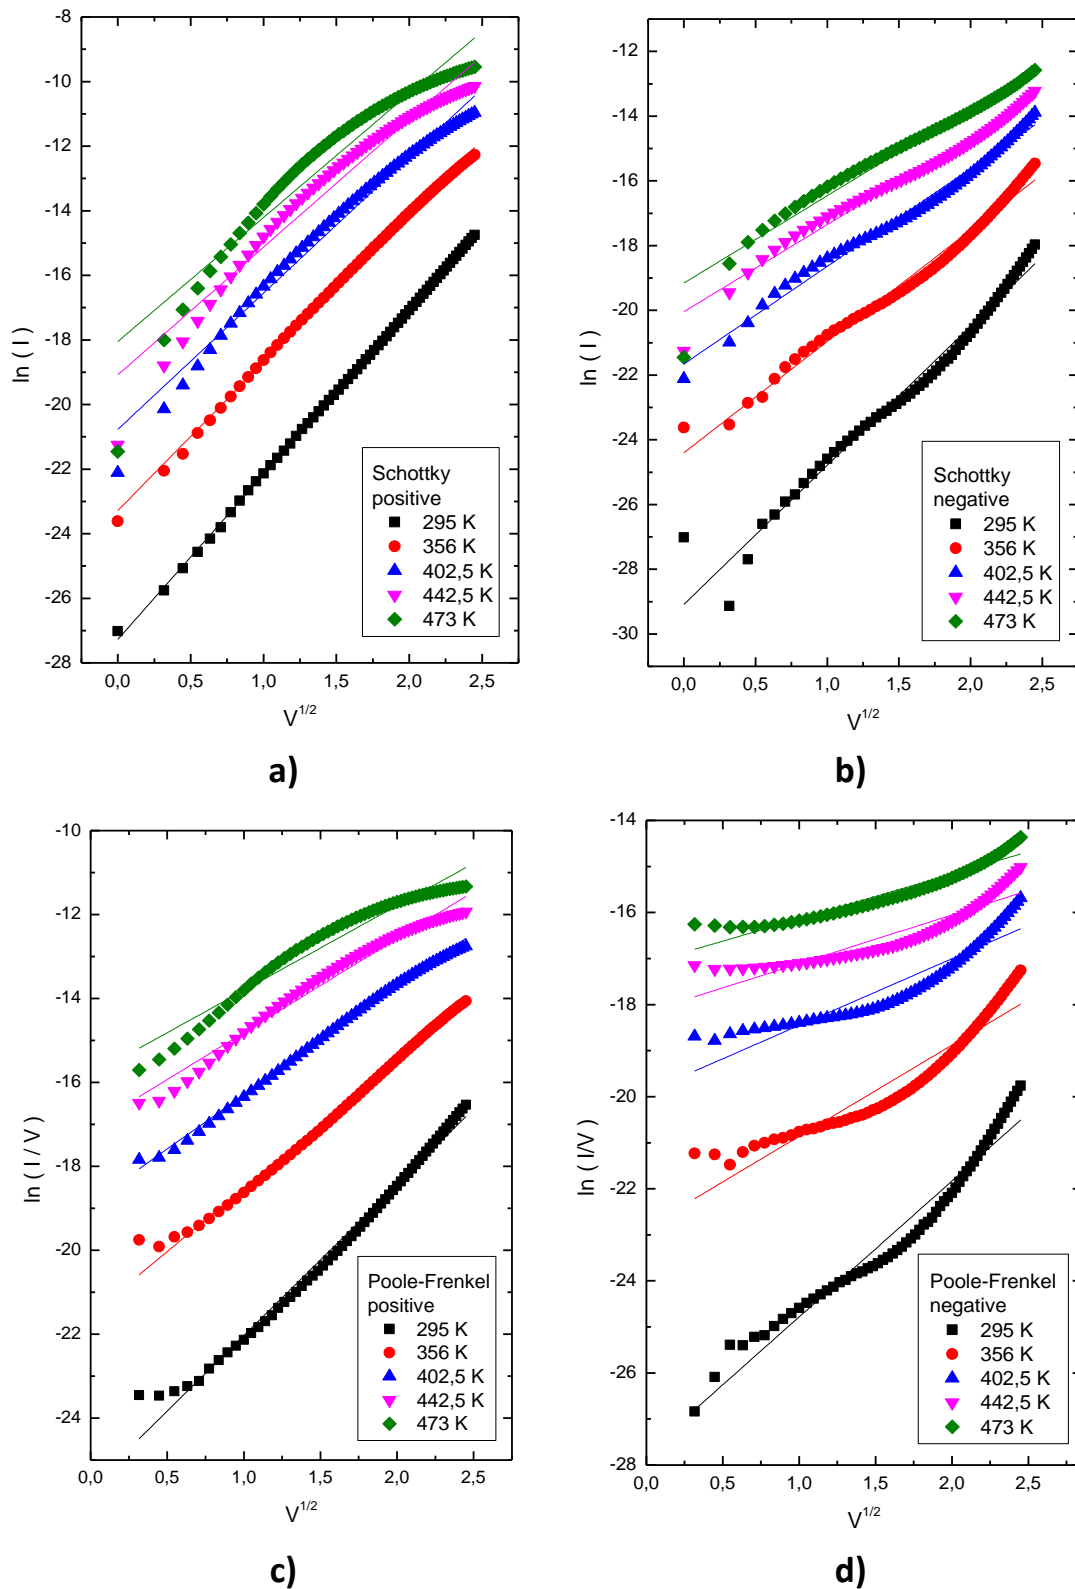 -8
-10
-12
-14
-16
-18
-20
-22
-24
-26
-28
ln ( I )
Schottky
positive
295 K
356 K
402,5 K
442,5 K
473 K
0,0 0,5 1,0 1,5 2,0 2,5
V1/2
a)
-12
-14
-16
-18
-20
-22
-24
-26
-28
-30
ln ( I )
Schottky
negative
295 K
356 K
402,5 K
442,5 K
473 K
0,0 0,5 1,0 1,5 2,0 2,5
V1/2
b)
-10
-12
-14
-16
-18
-20
-22
-24
ln ( I / V )
Poole-Frenkel
positive
295 K
356 K
402,5 K
442,5 K
473 K
0,0 0,5 1,0 1,5 2,0 2,5
V1/2
c)
-14
-16
-18
-20
-22
-24
-26
-28
ln ( I/V )
Poole-Frenkel
negative
295 K
356 K
402,5 K
442,5 K
473 K
0,0 0,5 1,0 1,5 2,0 2,5
V1/2
d)